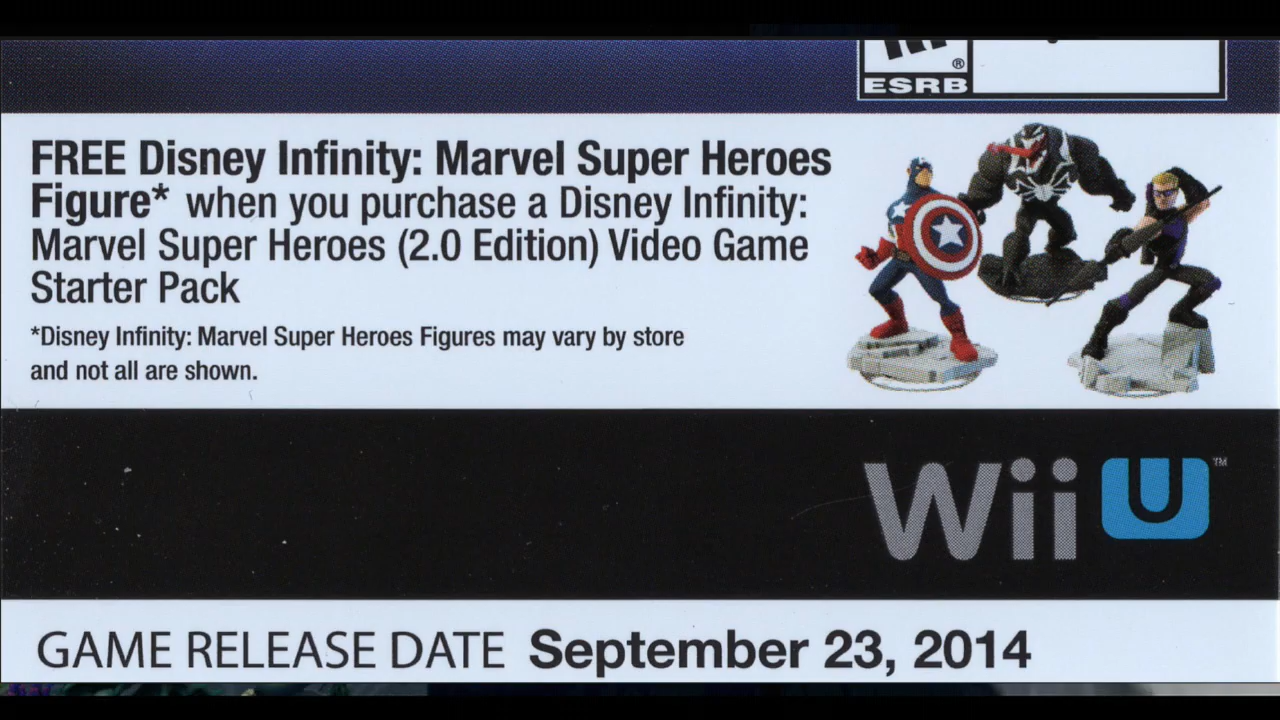 ESRB
®
FREE Disney Infinity: Marvel Super Heroes
Figure* when you purchase a Disney Infinity:
Marvel Super Heroes (2.0 Edition) Video Game
Starter Pack
*Disney Infinity: Marvel Super Heroes Figures may vary by store
and not all are shown.
Wii U™
GAME RELEASE DATE September 23, 2014